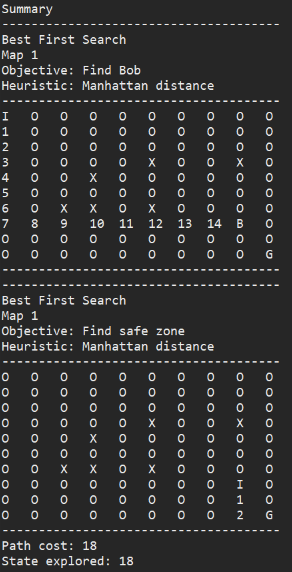 Summary
----------------------------------------
Best First Search
Map 1
Objective: Find Bob
Heuristic: Manhattan distance
----------------------------------------
I   O   O   O   O   O   O   O   O   O
1   O   O   O   O   O   O   O   O   O
2   O   O   O   O   O   O   O   O   O
3   O   O   O   O   X   O   O   X   O
4   O   O   X   O   O   O   O   O   O
5   O   O   O   O   O   O   O   O   O
6   O   X   X   O   X   O   O   O   O
7   8   9   10  11  12  13  14  B   O
O   O   O   O   O   O   O   O   O   O
O   O   O   O   O   O   O   O   O   G
----------------------------------------
----------------------------------------
Best First Search
Map 1
Objective: Find safe zone
Heuristic: Manhattan distance
----------------------------------------
O   O   O   O   O   O   O   O   O   O
O   O   O   O   O   O   O   O   O   O
O   O   O   O   O   O   O   O   O   O
O   O   O   O   O   X   O   O   X   O
O   O   O   X   O   O   O   O   O   O
O   O   O   O   O   O   O   O   O   O
O   O   X   X   O   X   O   O   O   O
O   O   O   O   O   O   O   O   I   O
O   O   O   O   O   O   O   O   1   O
O   O   O   O   O   O   O   O   2   G
----------------------------------------
Path cost: 18
State explored: 18